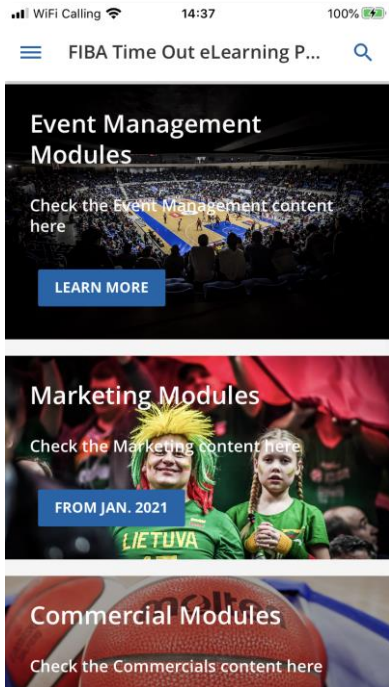 WiFi Calling 14:37 100%
FIBA Time Out eLearning P...
Event Management
Modules
Check the Event Management content
here
LEARN MORE
Marketing Modules
Check the Marketing content here
FROM JAN. 2021
LIETUVA
Commercial Modules
molten
Check the Commercials content here